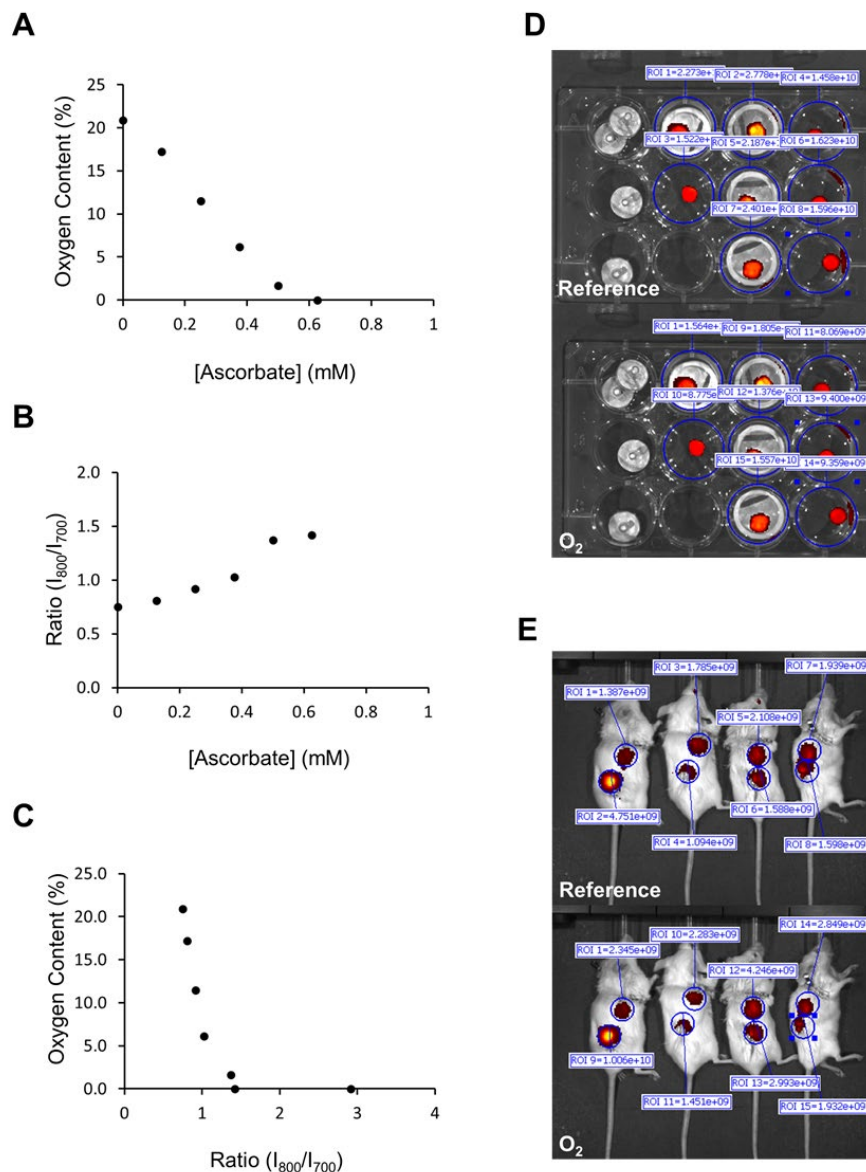 A
Oxygen Content (%)
25
20
15
10
5
0
0
0.2
0.4
0.6
0.8
1
[Ascorbate] (mM)
B
Ratio (I800/I700)
2.0
1.5
1.0
0.5
0.0
0
0.2
0.4
0.6
0.8
1
[Ascorbate] (mM)
C
Oxygen Content (%)
25.0
20.0
15.0
10.0
5.0
0.0
0
1
2
3
4
Ratio (I800/I700)
D
ROI 1=2.273e+
ROI 2=2.778e+
ROI 4=1.458e+10
ROI 3=1.522e+
ROI 5=2.187e+
ROI 6=1.623e+10
ROI 7=2.401e+
ROI 8=1.596e+10
Reference
ROI 1=1.564e+
ROI 9=1.805e+
ROI 11=8.069e+09
ROI 10=8.775e
ROI 12=1.376e+
ROI 13=9.400e+09
ROI 15=1.557e+10
14=9.359e+09
O2
E
ROI 3=1.785e+09
ROI 7=1.939e+09
ROI 1=1.387e+09
ROI 5=2.108e+09
ROI 2=4.751e+09
ROI 6=1.588e+09
ROI 4=1.094e+09
ROI 8=1.598e+09
Reference
ROI 10=2.283e+09
ROI 14=2.849e+09
ROI 1=2.345e+09
ROI 12=4.246e+09
ROI 9=1.006e+10
ROI 13=2.993e+09
ROI 11=1.451e+09
ROI 15=1.932e+09
O2